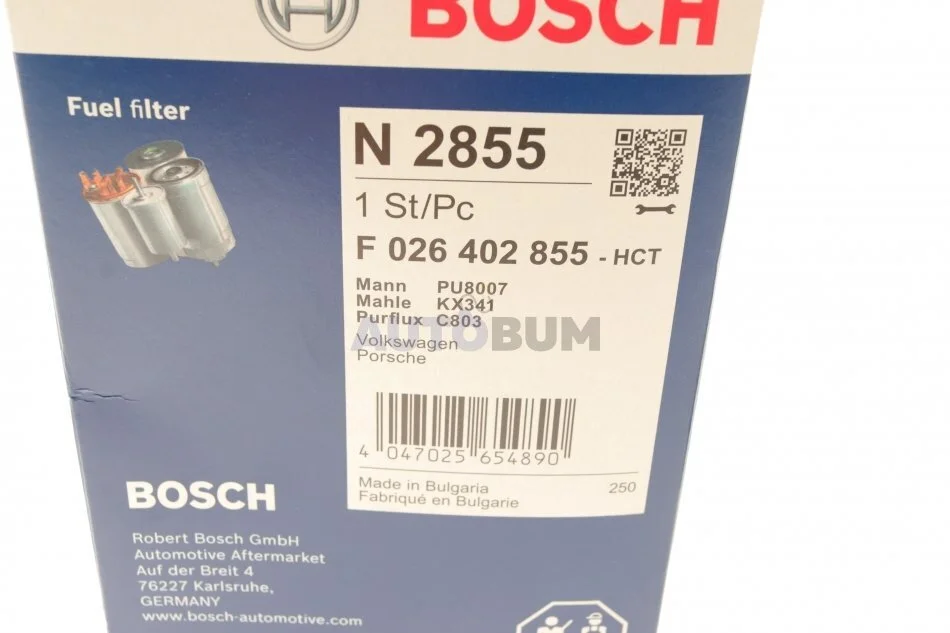 BOSCH
Fuel filter
N 2855
1 St/Pc
F 026 402 855 - HCT
Mann PU8007
Mahle KX341
Purflux C803
AUTOBUM
Volkswagen
Porsche
4 047025 654890
Made in Bulgaria 250
Fabriqué en Bulgarie
BOSCH
Robert Bosch GmbH
Automotive Aftermarket
Auf der Breit 4
76227 Karlsruhe,
GERMANY
www.bosch-automotive.com